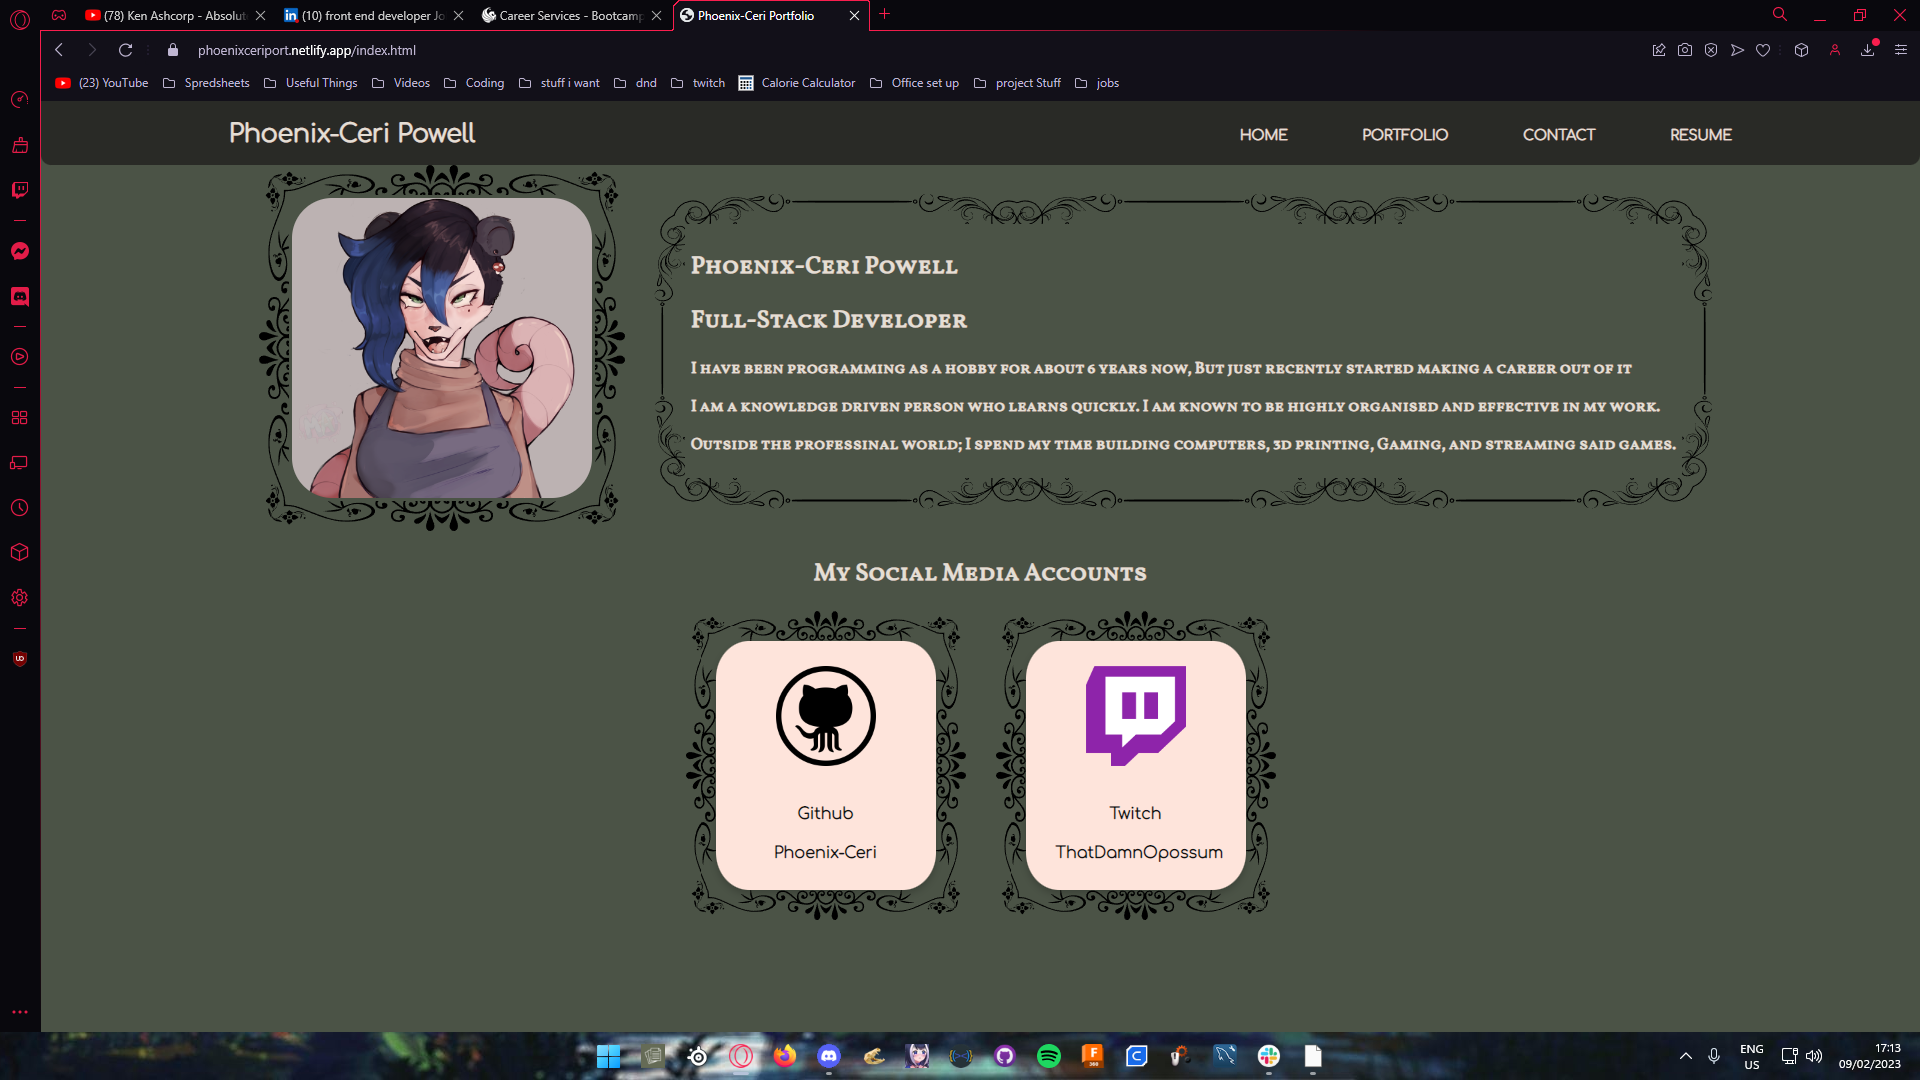 (78) Ken Ashcorp - Absolut
(10) front end developer Jo
Career Services - Bootcamp
Phoenix-Ceri Portfolio
phoenixceriport.netlify.app/index.html
(23) YouTube
Spredsheets
Useful Things
Videos
Coding
stuff i want
dnd
twitch
Calorie Calculator
Office set up
project Stuff
jobs
Phoenix-Ceri Powell
HOME
PORTFOLIO
CONTACT
RESUME
Phoenix-Ceri Powell
Full-Stack Developer
I have been programming as a hobby for about 6 years now, But just recently started making a career out of it
I am a knowledge driven person who learns quickly. I am known to be highly organised and effective in my work.
Outside the professinal world; I spend my time building computers, 3d printing, Gaming, and streaming said games.
My Social Media Accounts
Github
Phoenix-Ceri
Twitch
ThatDamnOpossum
ENG
US
17:13
09/02/2023